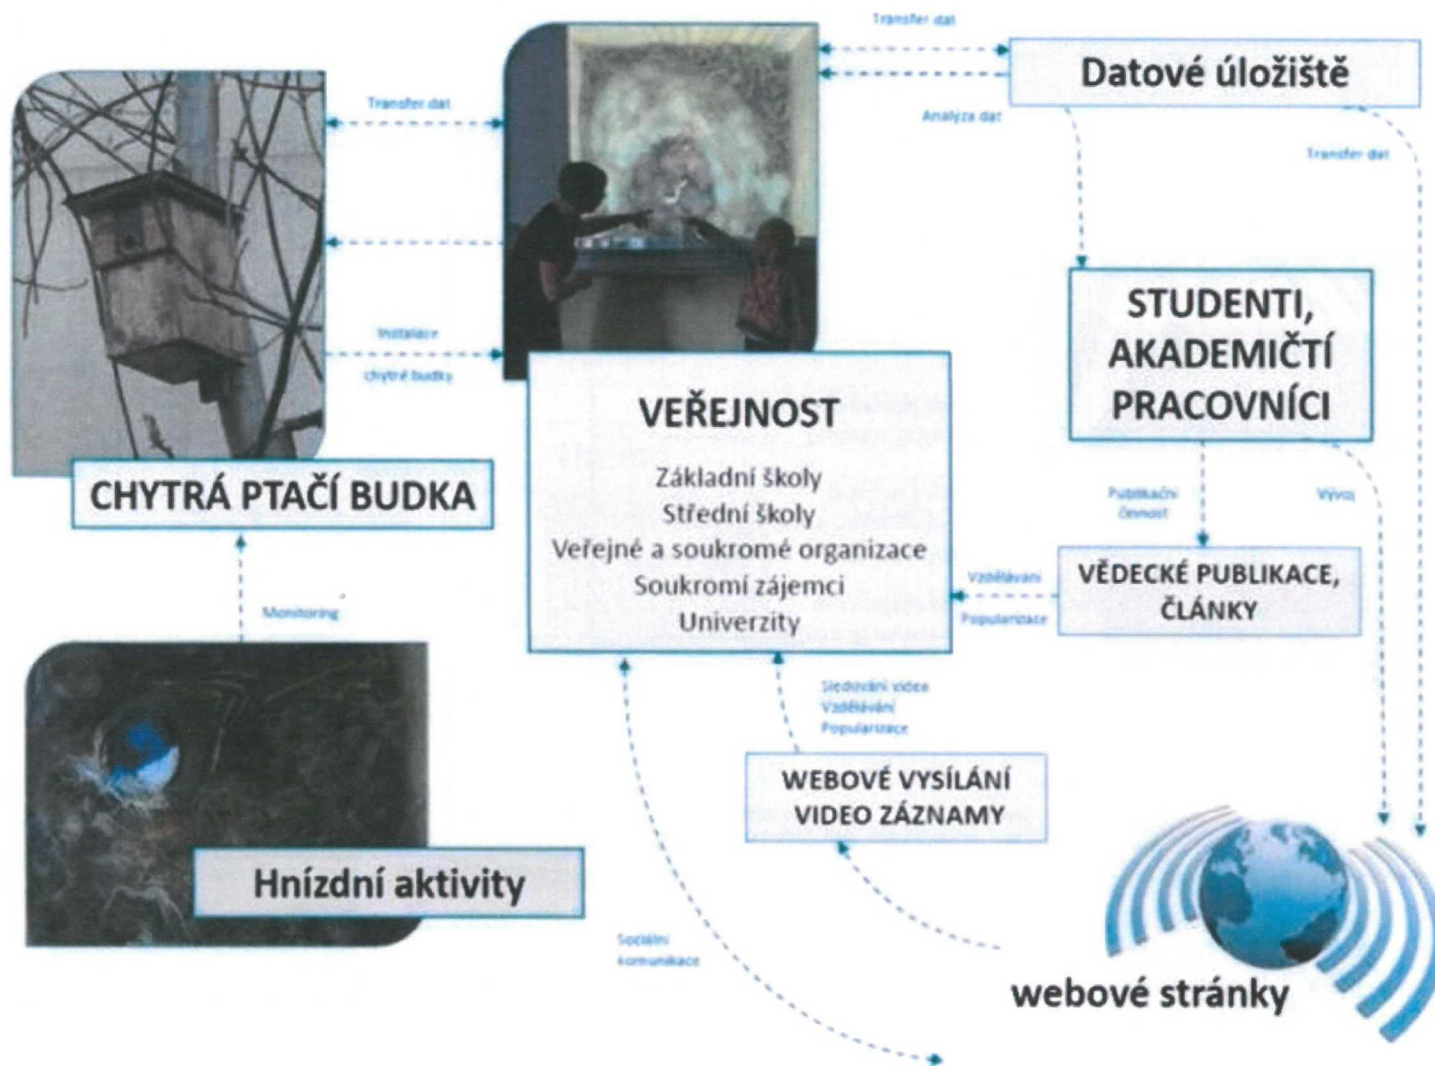 Transfer dat
Datové úložiště
Transfer dat
Analýza dat
Transfer dat
STUDENTI,
AKADEMIČTÍ
PRACOVNÍCI
Instalace
chytré budky
VEŘEJNOST
Základní školy
Střední školy
Veřejné a soukromé organizace
Soukromí zájemci
Univerzity
CHYTRÁ PTAČÍ BUDKA
Publikační
činnost
Vývoj
Vzdělávání
Popularizace
VĚDECKÉ PUBLIKACE,
ČLÁNKY
Monitoring
Sledování video
Vzdělávání
Popularizace
WEBOVÉ VYSÍLÁNÍ
VIDEO ZÁZNAMY
Hnízdní aktivity
Sociální
komunikace
webové stránky